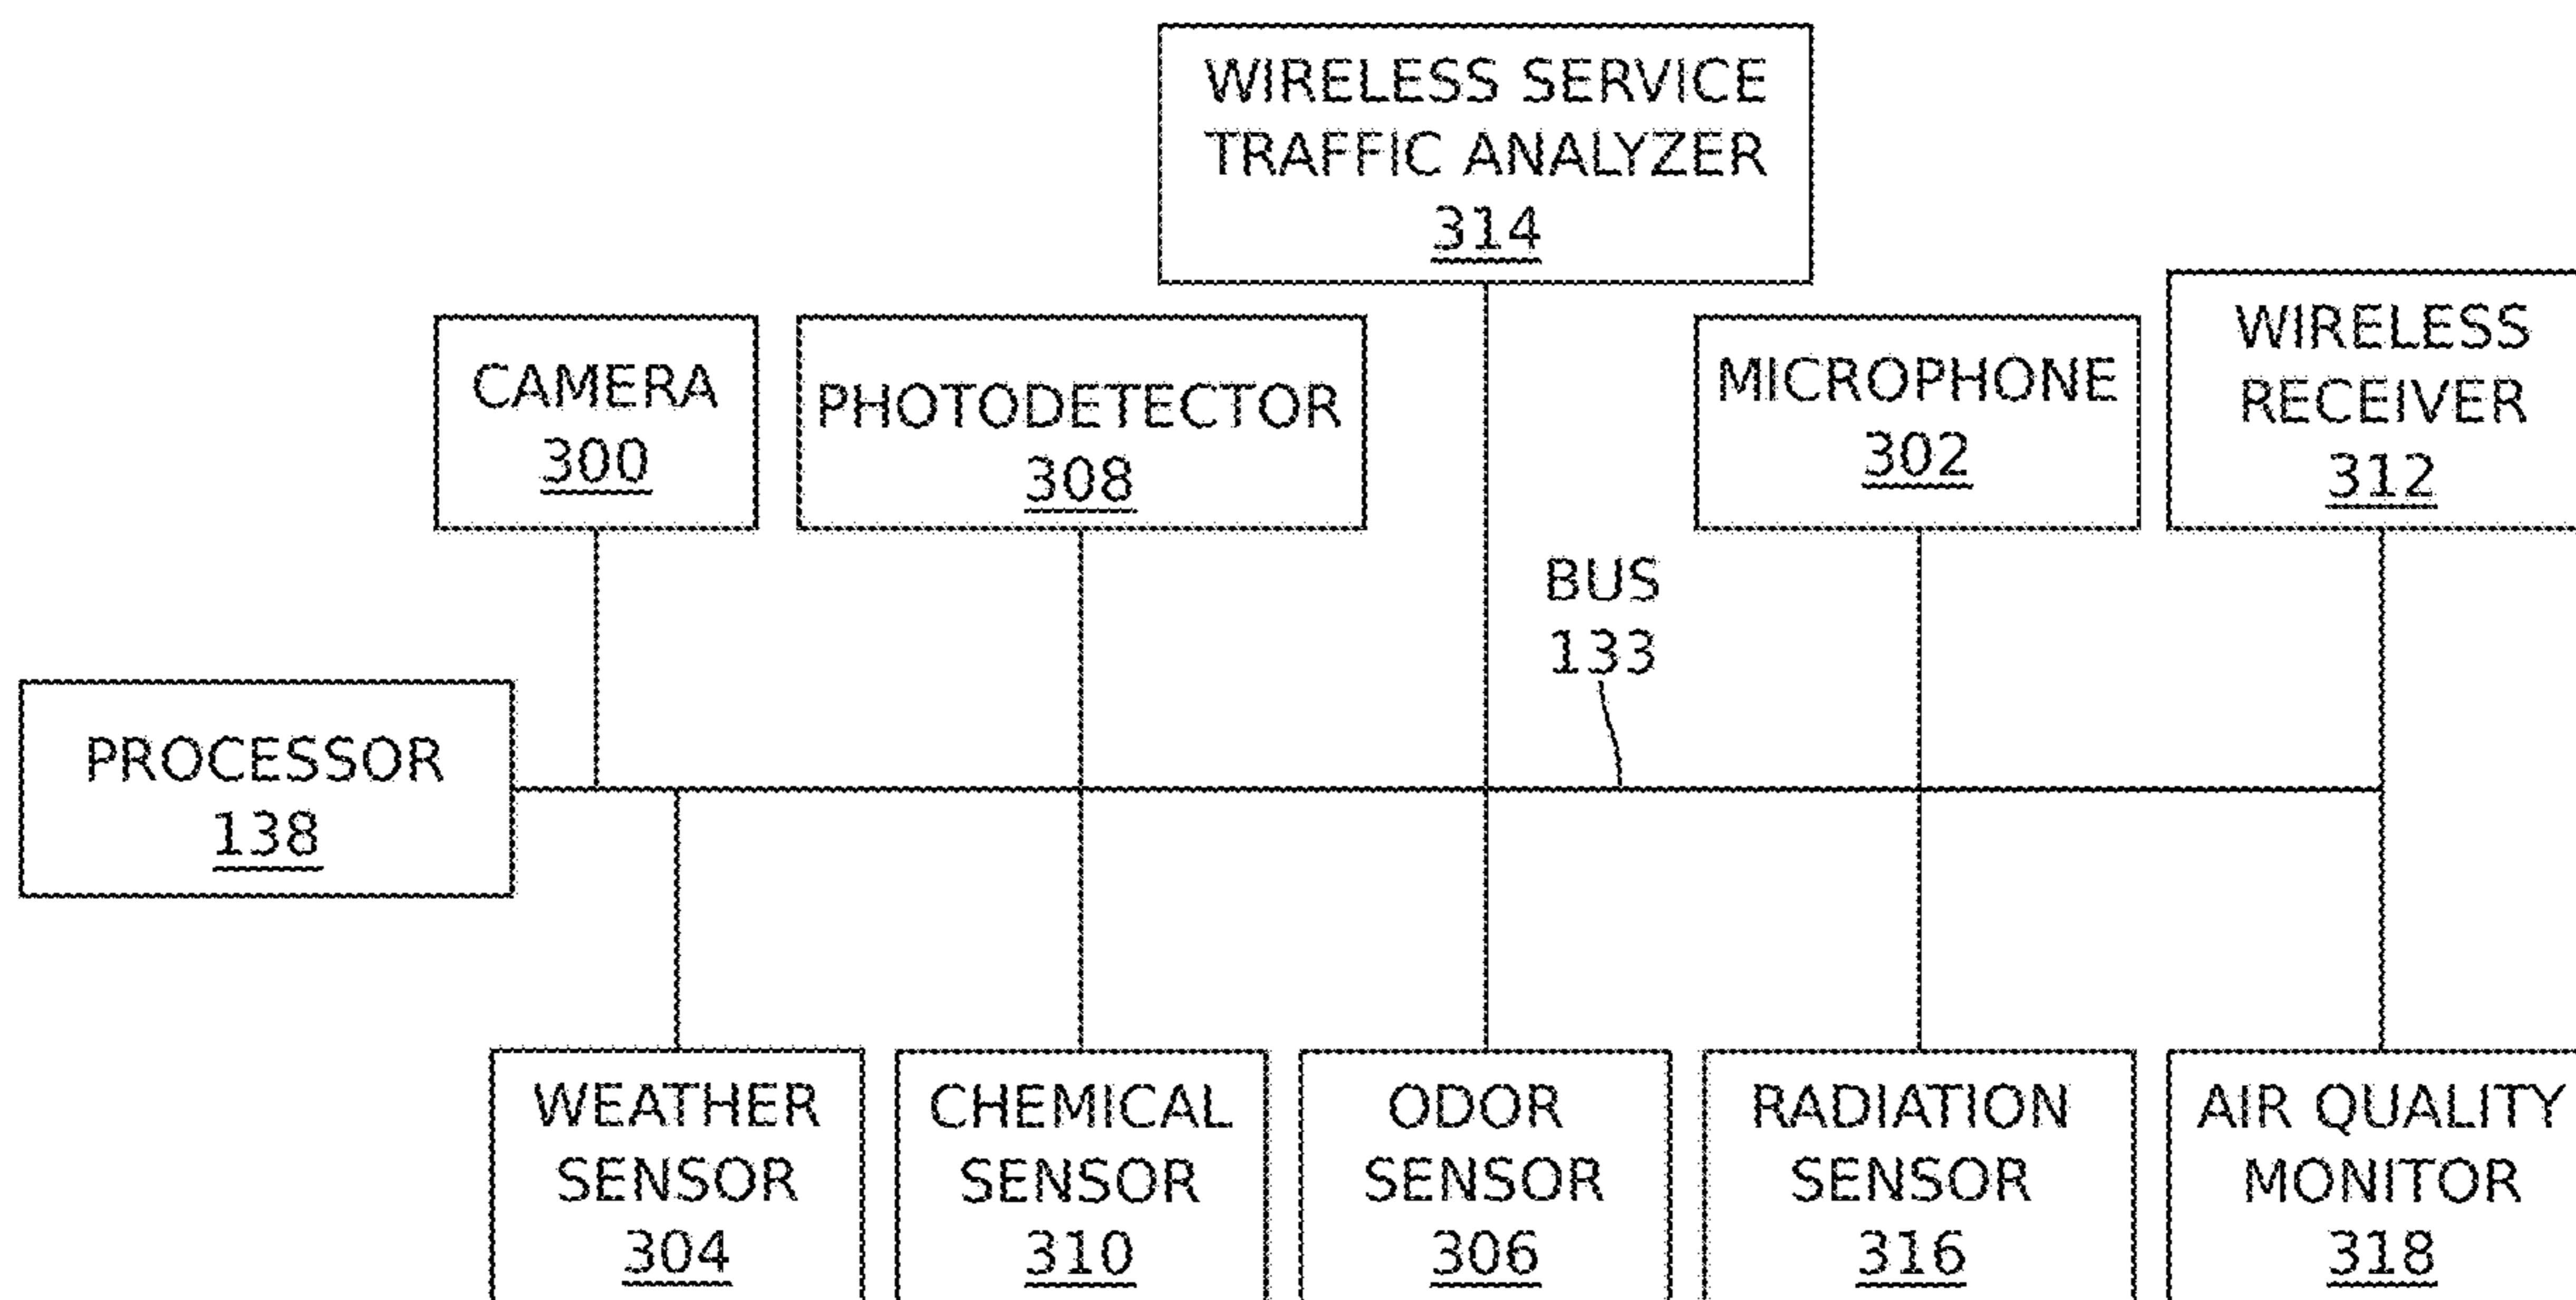 WIRELESS SERVICE
TRAFFIC ANALYZER
314
CAMERA
300
PHOTODETECTOR
308
MICROPHONE
302
WIRELESS
RECEIVER
312
BUS
133
PROCESSOR
138
WEATHER
SENSOR
304
CHEMICAL
SENSOR
310
ODOR
SENSOR
306
RADIATION
SENSOR
316
AIR QUALITY
MONITOR
318